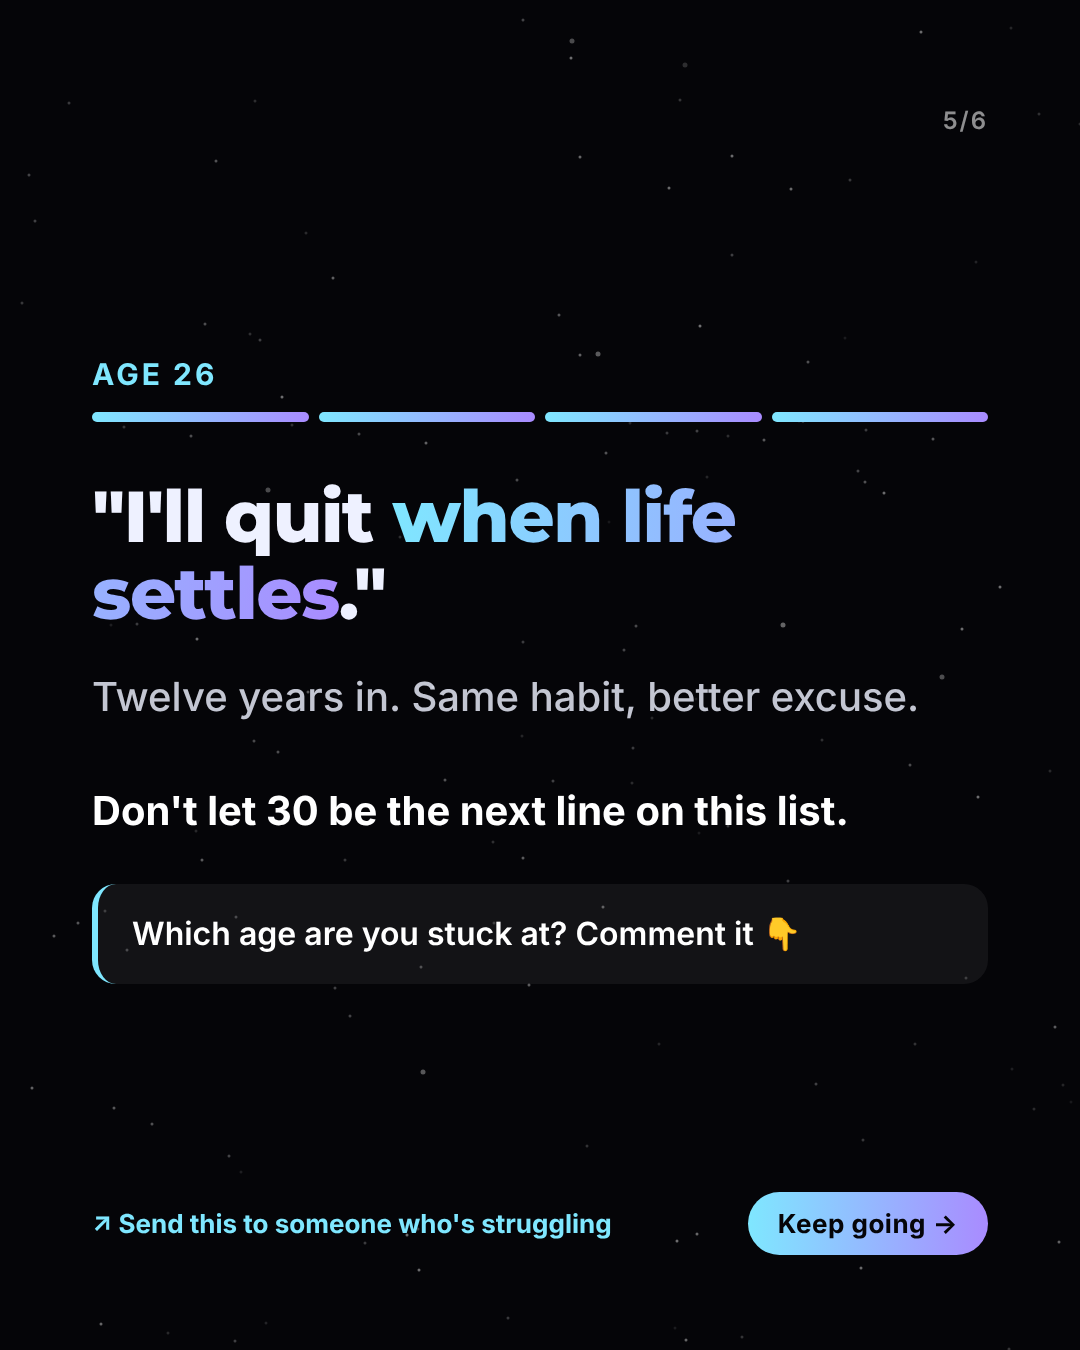 5/6
AGE 26
"I'll quit when life
settles."
Twelve years in. Same habit, better excuse.
Don't let 30 be the next line on this list.
Which age are you stuck at? Comment it 👇
↗ Send this to someone who's struggling
Keep going →